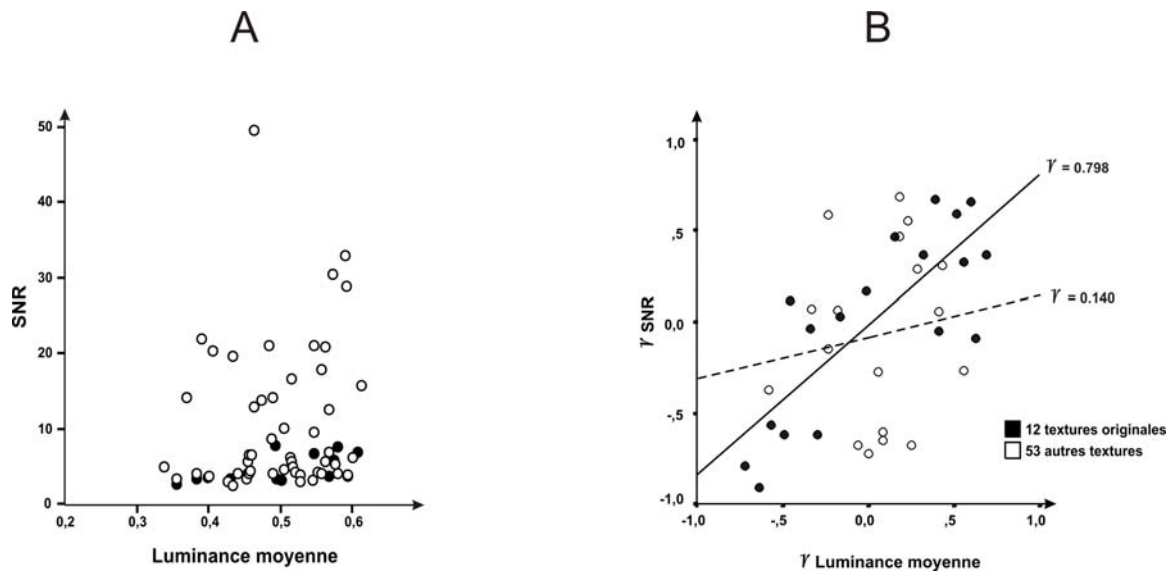 A
50
40
30
20
10
0
SNR
0,2
0,3
0,4
0,5
0,6
Luminance moyenne
B
1,0
,5
0,0
-,5
-1,0
γ SNR
γ = 0.798
γ = 0.140
12 textures originales
53 autres textures
-1,0
-,5
0,0
,5
1,0
γ Luminance moyenne